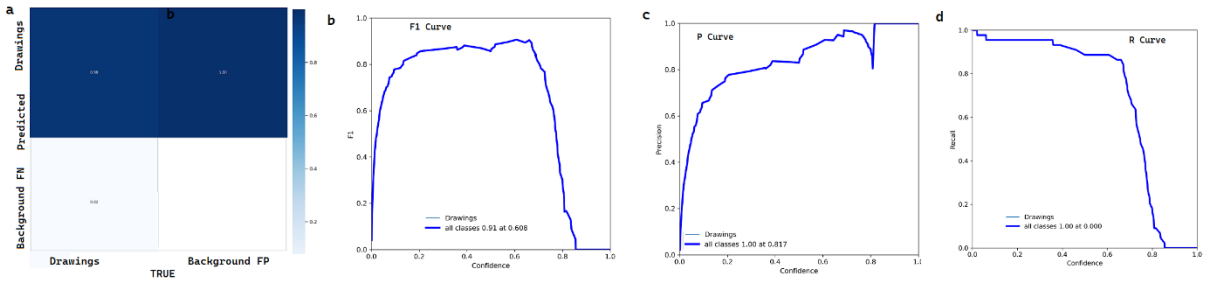 a
Background FN Predicted Drawings
b
0.98
1.00
0.02
0.8
0.6
0.4
0.2
Drawings Background FP
TRUE
b
F1 Curve
F1
1.0
0.8
0.6
0.4
0.2
0.0
Drawings
all classes 0.91 at 0.608
0.0 0.2 0.4 0.6 0.8 1.0
Confidence
c
P Curve
Precision
1.0
0.8
0.6
0.4
0.2
0.0
Drawings
all classes 1.00 at 0.817
0.0 0.2 0.4 0.6 0.8 1.0
Confidence
d
R Curve
Recall
1.0
0.8
0.6
0.4
0.2
0.0
Drawings
all classes 1.00 at 0.000
0.0 0.2 0.4 0.6 0.8 1.0
Confidence